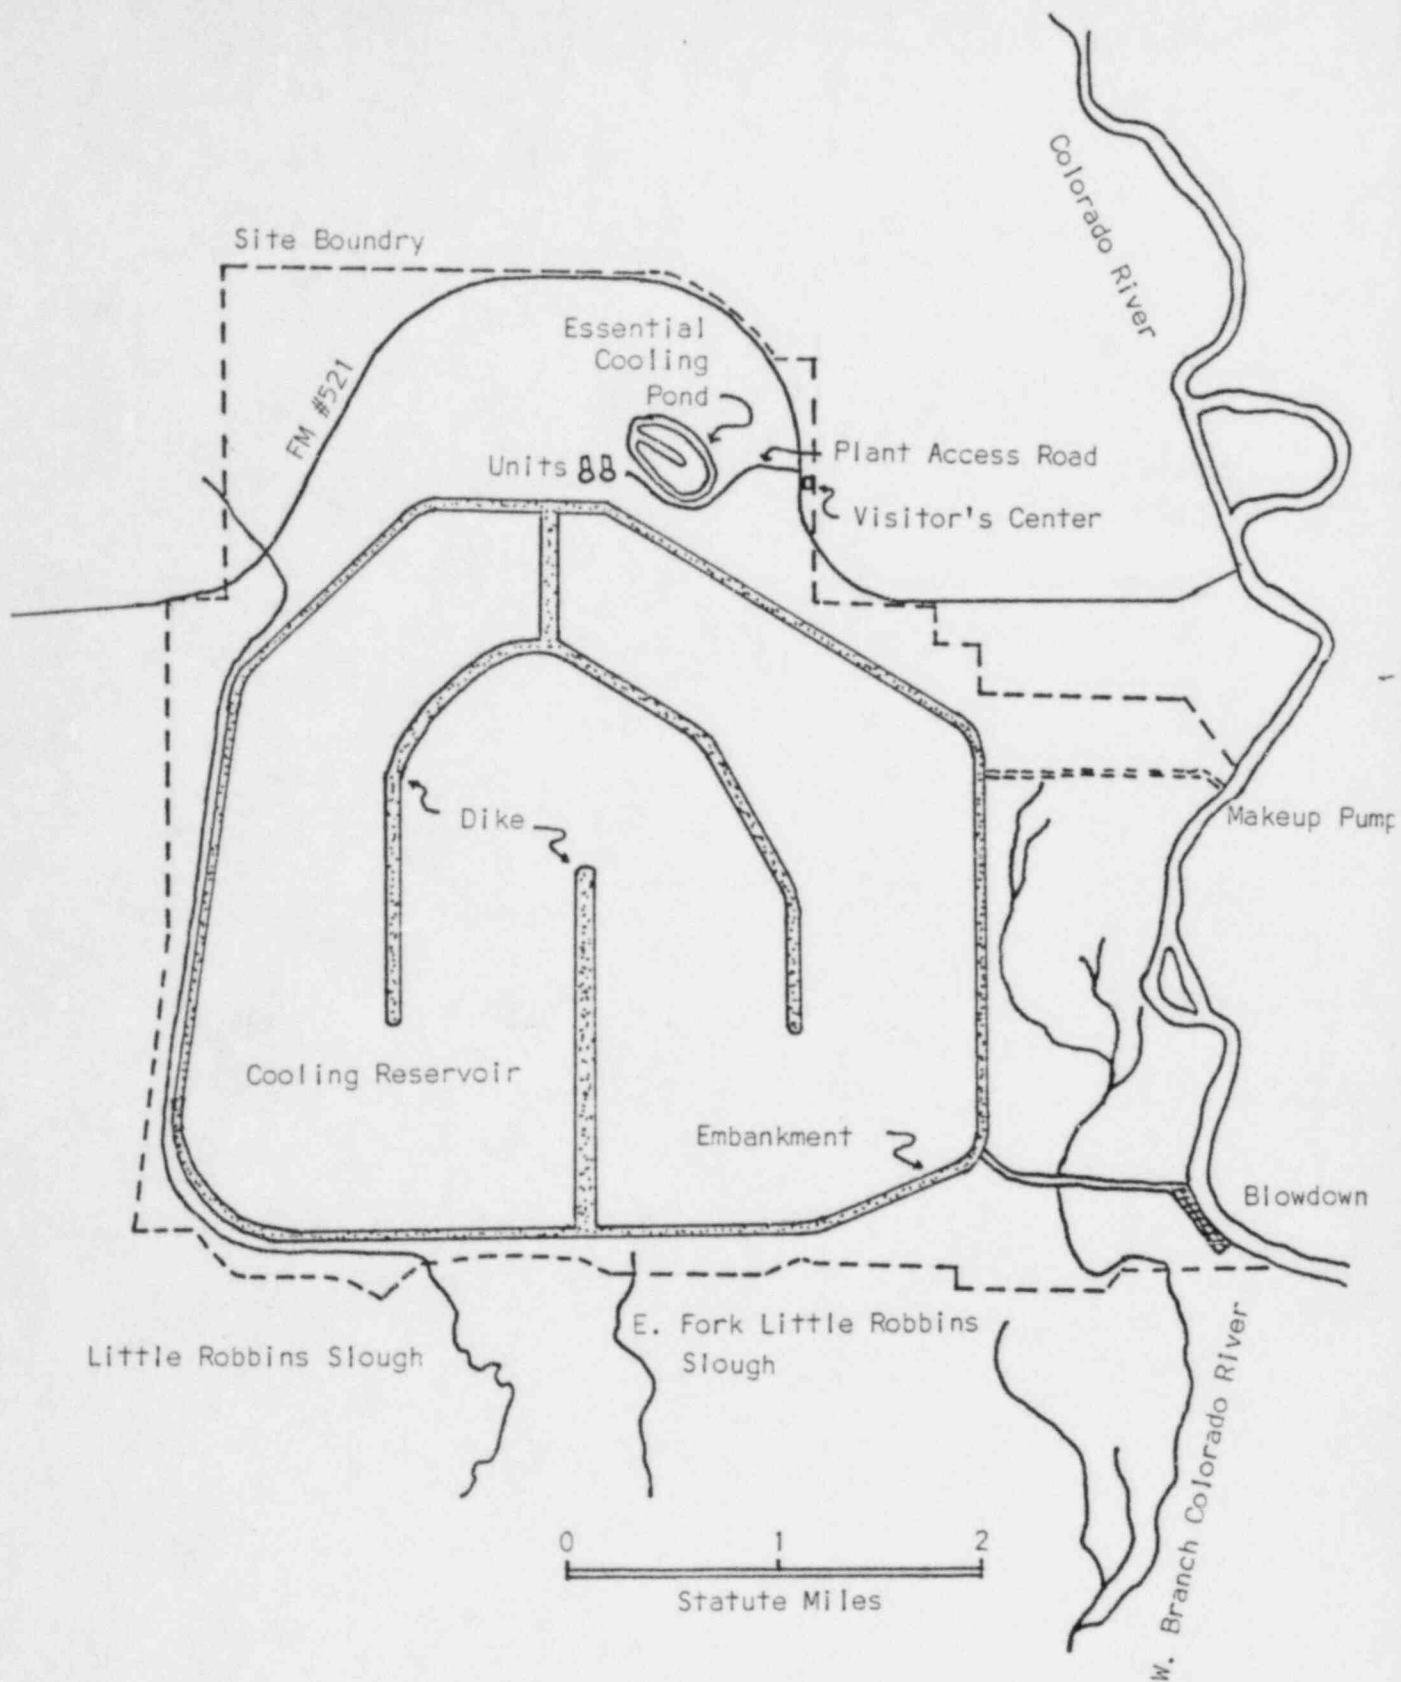 Colorado River
Site Boundry
Essential
Cooling
Pond
FM #521
Units
Plant Access Road
Visitor's Center
Makeup Pump
Dike
Cooling Reservoir
Embankment
Blowdown
E. Fork Little Robbins
Slough
Little Robbins Slough
W. Branch Colorado River
0 1 2
Statute Miles